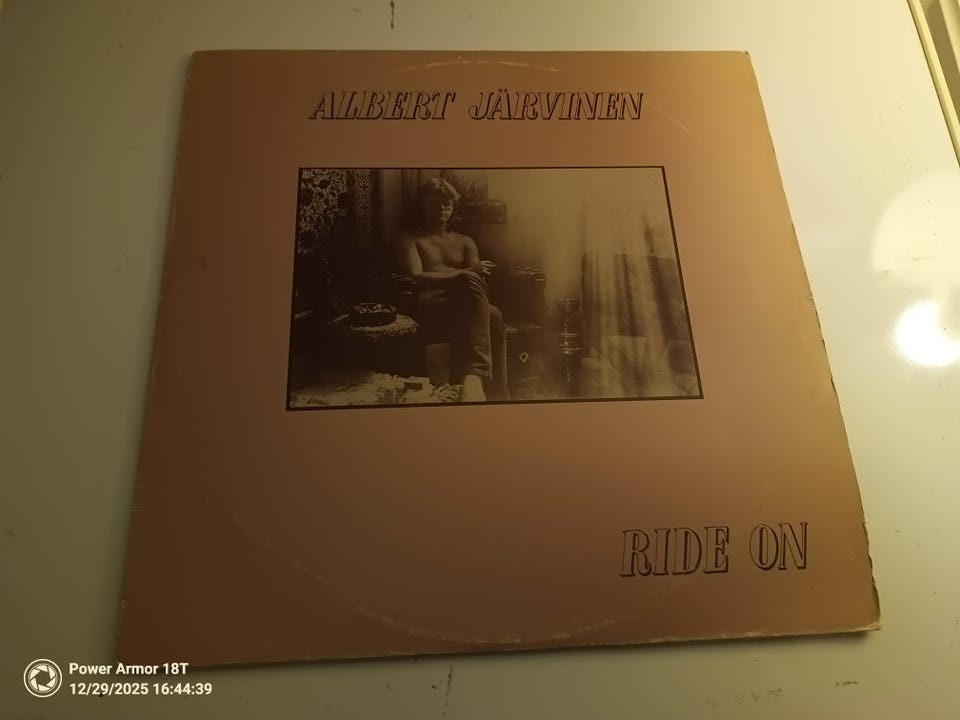 ALBERT JÄRVINEN
RIDE ON
Power Armor 18T
12/29/2025 16:44:39